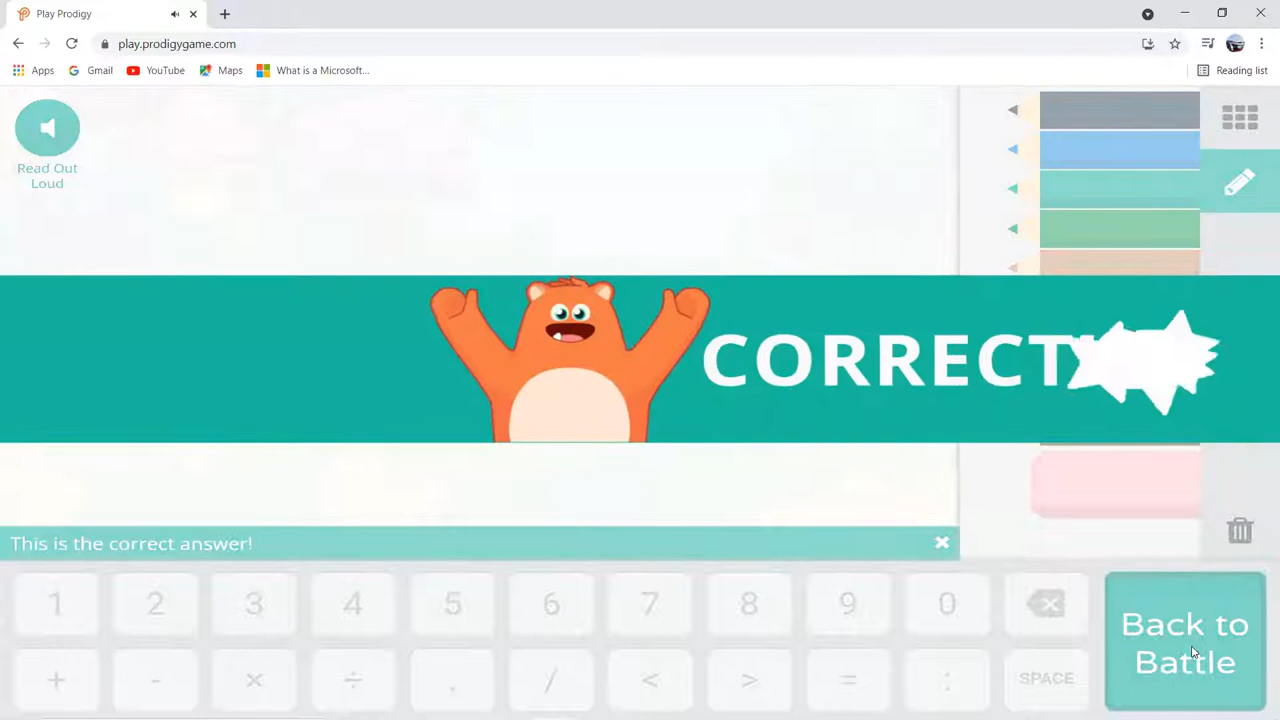 Play Prodigy
play.prodigygame.com
Apps Gmail YouTube Maps What is a Microsoft... Reading list
Read Out
Loud
CORRECT
This is the correct answer!
1 2 3 4 5 6 7 8 9 0
Back to
Battle
+ - × ÷ . / < > = : SPACE